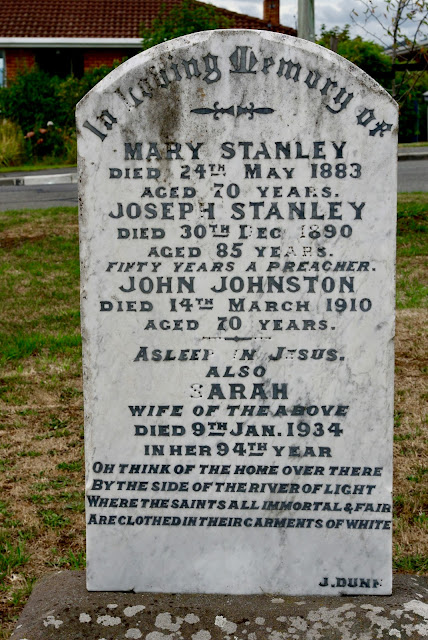 In Loving Memory of
MARY STANLEY
DIED 24TH MAY 1883
AGED 70 YEARS.
JOSEPH STANLEY
DIED 30TH DEC 1890
AGED 85 YEARS.
FIFTY YEARS A PREACHER.
JOHN JOHNSTON
DIED 14TH MARCH 1910
AGED 70 YEARS.
ASLEEP IN JESUS.
ALSO
SARAH
WIFE OF THE ABOVE
DIED 9TH JAN. 1934
IN HER 94TH YEAR
OH THINK OF THE HOME OVER THERE
BY THE SIDE OF THE RIVER OF LIGHT
WHERE THE SAINTS ALL IMMORTAL & FAIR
ARE CLOTHED IN THEIR GARMENTS OF WHITE
J. DUNN